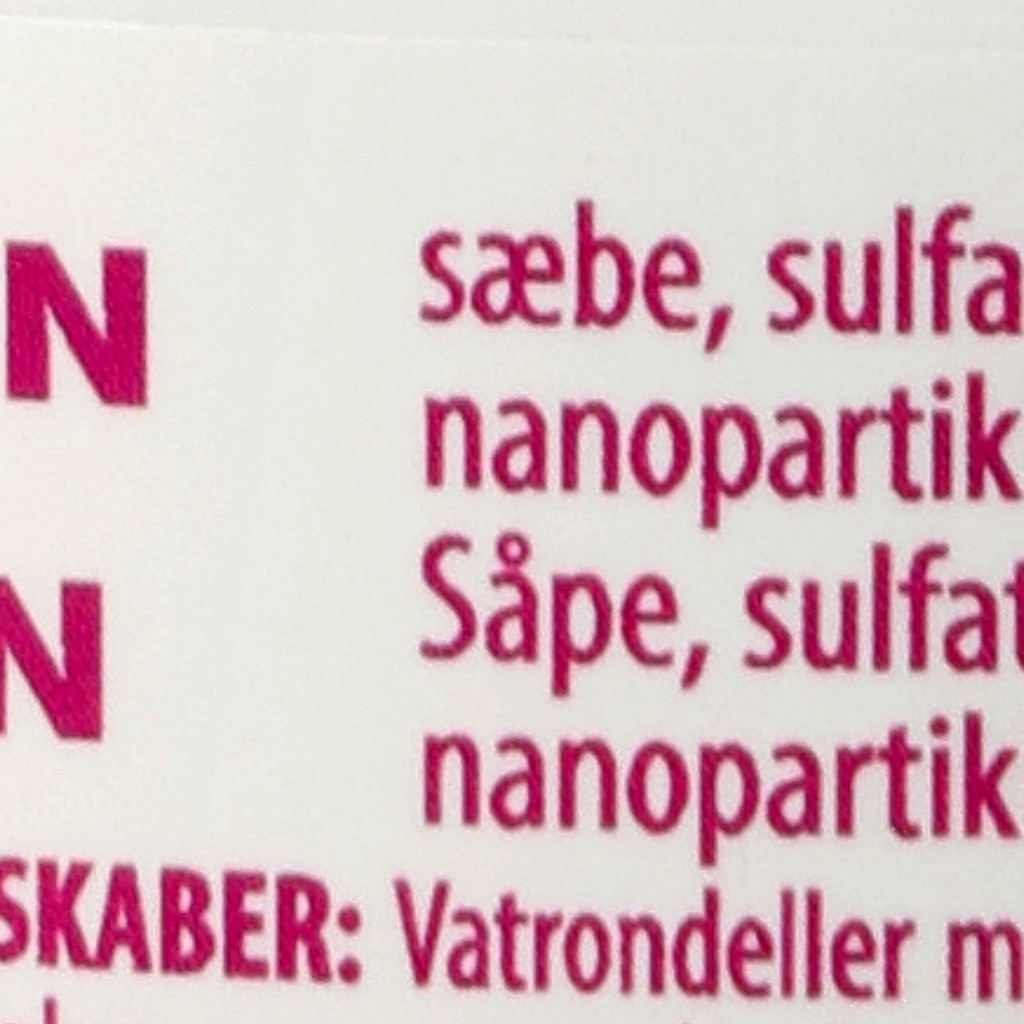 N sæbe, sulfa
nanopartik
N Såpe, sulfat
nanopartik
SKABER: Vatrondeller m